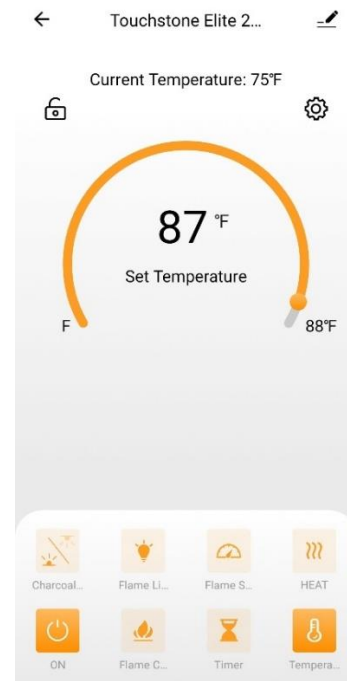 Touchstone Elite 2...
Current Temperature: 75°F
87 °F
Set Temperature
F
88°F
Charcoal...
Flame Li...
Flame S...
HEAT
ON
Flame C...
Timer
Tempera...